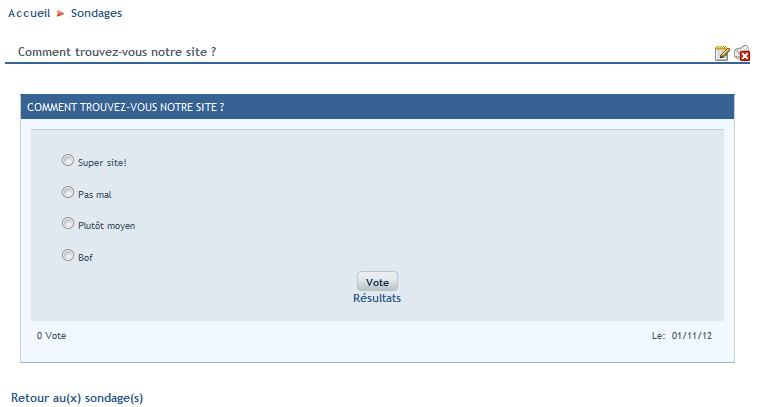 Accueil Sondages
Comment trouvez-vous notre site ?
COMMENT TROUVEZ-VOUS NOTRE SITE ?
Super site!
Pas mal
Plutôt moyen
Bof
Vote
Résultats
0 Vote Le: 01/11/12
Retour au(x) sondage(s)